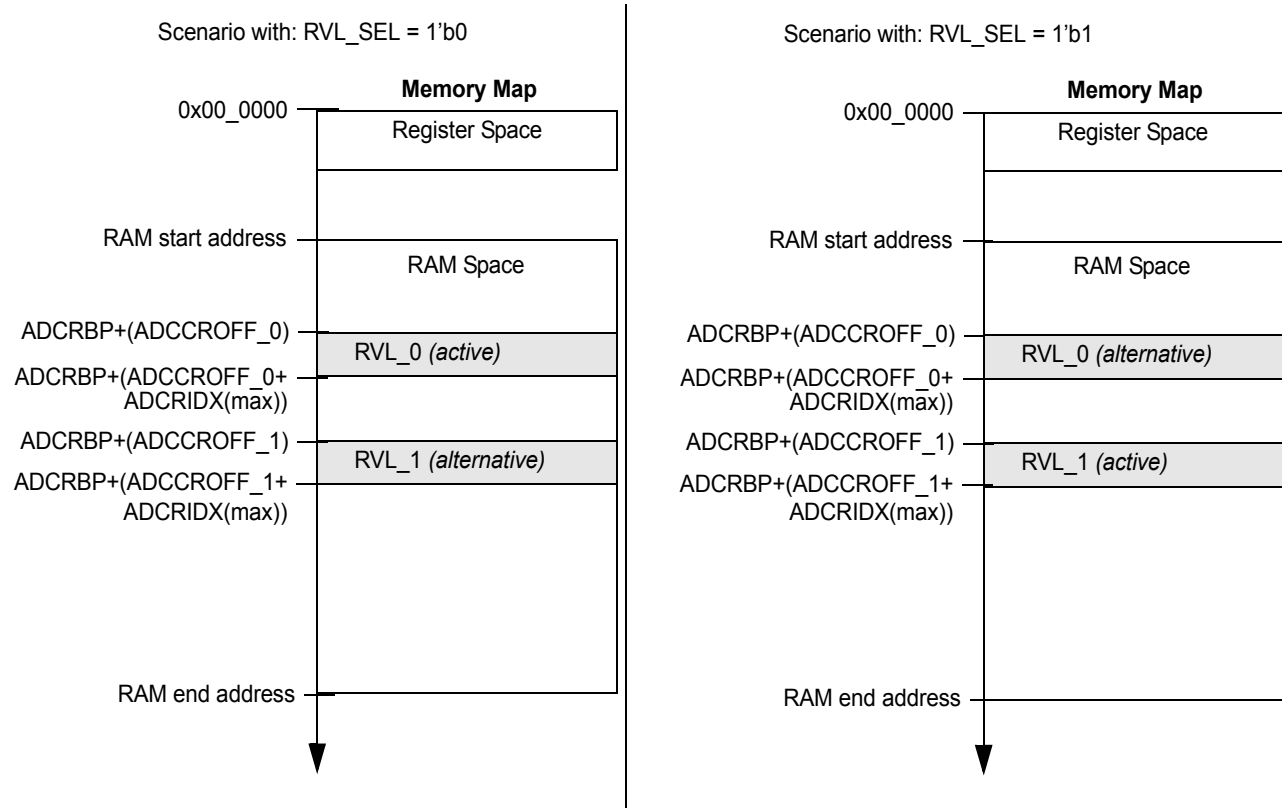 Scenario with: RVL_SEL = 1’b0
Memory Map
0x00_0000
Register Space
RAM start address
RAM Space
ADCRBP+(ADCCROFF_0)
RVL_0 (active)
ADCRBP+(ADCCROFF_0+
ADCRIDX(max))
ADCRBP+(ADCCROFF_1)
RVL_1 (alternative)
ADCRBP+(ADCCROFF_1+
ADCRIDX(max))
RAM end address
Scenario with: RVL_SEL = 1’b1
Memory Map
0x00_0000
Register Space
RAM start address
RAM Space
ADCRBP+(ADCCROFF_0)
RVL_0 (alternative)
ADCRBP+(ADCCROFF_0+
ADCRIDX(max))
ADCRBP+(ADCCROFF_1)
RVL_1 (active)
ADCRBP+(ADCCROFF_1+
ADCRIDX(max))
RAM end address